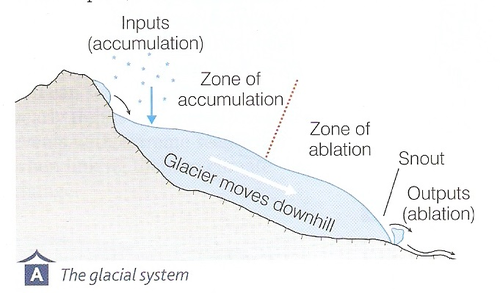 Inputs
(accumulation)
Zone of
accumulation
Zone of
ablation
Snout
Glacier moves downhill
Outputs
(ablation)
A The glacial system